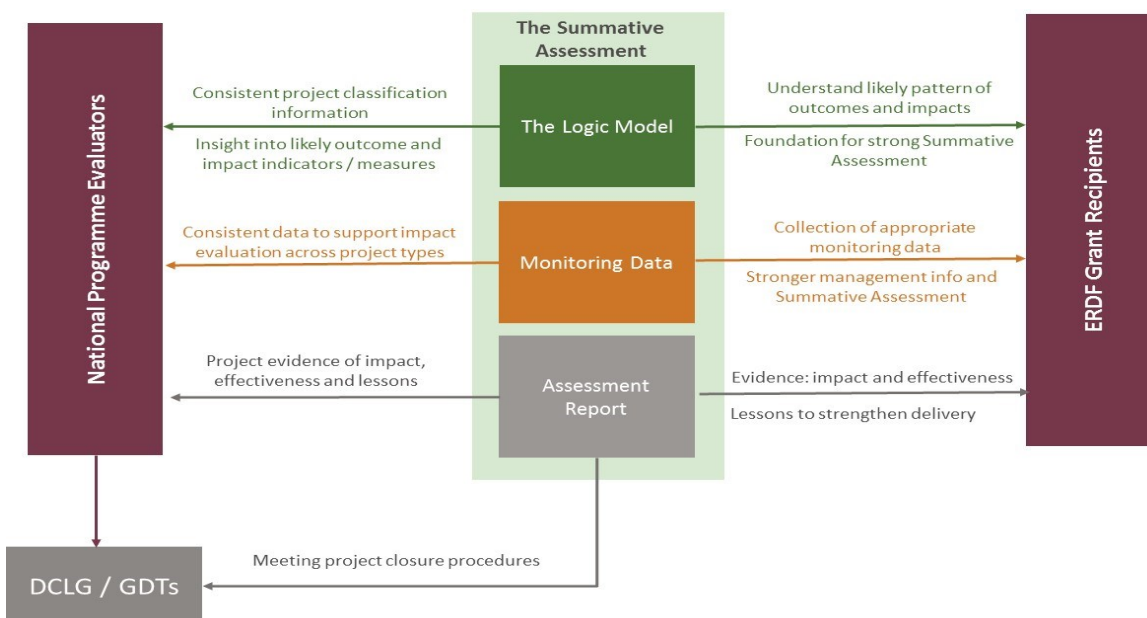 The Summative
Assessment
National Programme Evaluators
Consistent project classification
information
Insight into likely outcome and
impact indicators / measures
The Logic Model
Understand likely pattern of
outcomes and impacts
Foundation for strong Summative
Assessment
ERDF Grant Recipients
Consistent data to support impact
evaluation across project types
Monitoring Data
Collection of appropriate
monitoring data
Stronger management info and
Summative Assessment
Project evidence of impact,
effectiveness and lessons
Assessment
Report
Evidence: impact and effectiveness
Lessons to strengthen delivery
Meeting project closure procedures
DCLG / GDTs